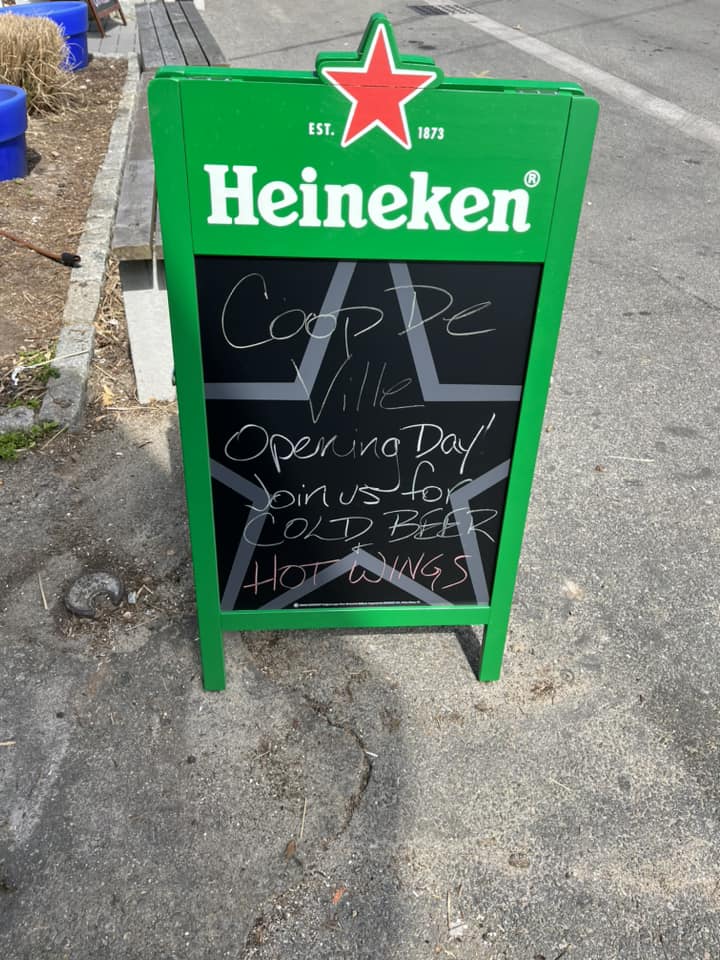 EST. 1873
Heineken®
Coop De
Ville
Opening Day!
Join us for
COLD BEER
&
HOT WINGS